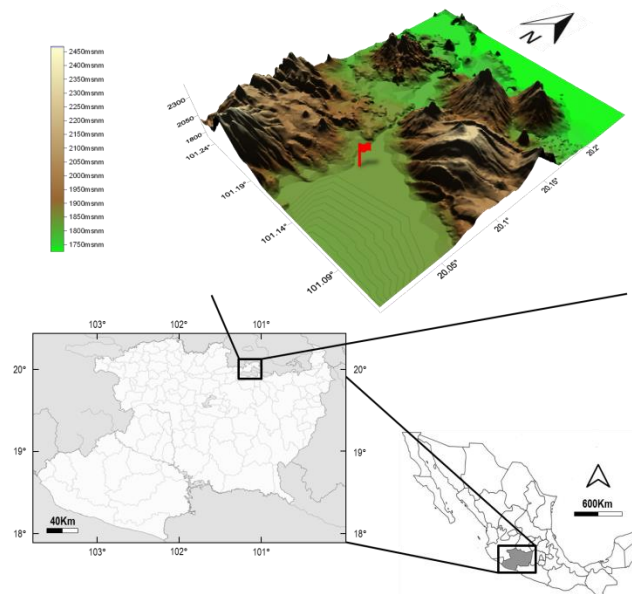 2450msnm
2400msnm
2350msnm
2300msnm
2250msnm
2200msnm
2150msnm
2100msnm
2050msnm
2000msnm
1950msnm
1900msnm
1850msnm
1800msnm
1750msnm
N
2300
2050
1800
101.24°
101.19°
101.14°
101.09°
20.05°
20.1°
20.15°
20.2°
103° 102° 101°
20° 20°
19° 19°
18° 18°
40Km
103° 102° 101°
600Km